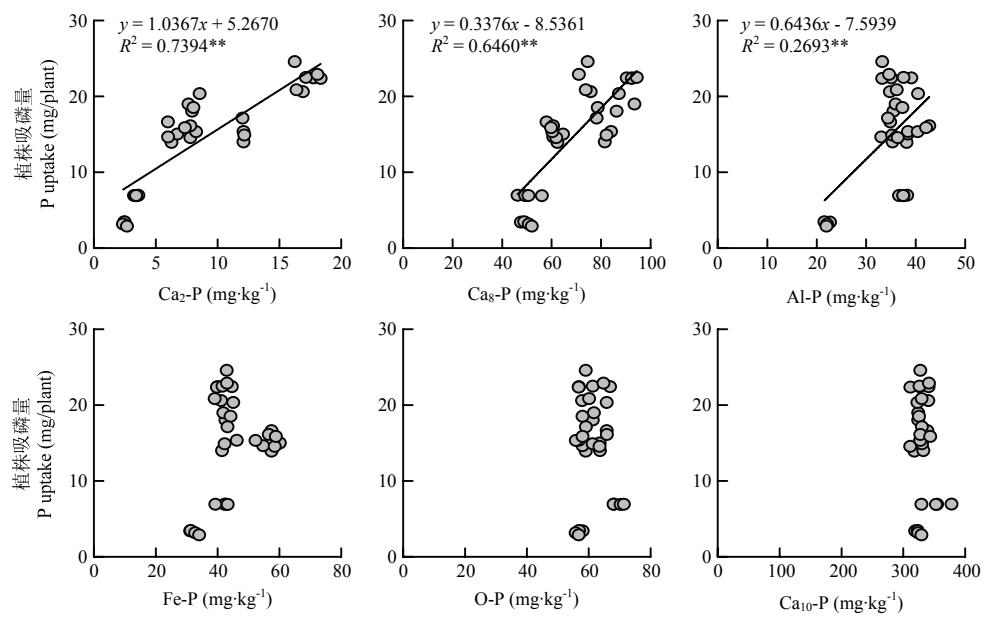 y = 1.0367x + 5.2670
R² = 0.7394**
30
20
10
0
0 5 10 15 20
Ca₂-P (mg·kg⁻¹)
植株吸磷量
P uptake (mg/plant)
y = 0.3376x - 8.5361
R² = 0.6460**
30
20
10
0
0 20 40 60 80 100
Ca₈-P (mg·kg⁻¹)
y = 0.6436x - 7.5939
R² = 0.2693**
30
20
10
0
0 10 20 30 40 50
Al-P (mg·kg⁻¹)
30
20
10
0
0 20 40 60 80
Fe-P (mg·kg⁻¹)
植株吸磷量
P uptake (mg/plant)
30
20
10
0
0 20 40 60 80
O-P (mg·kg⁻¹)
30
20
10
0
0 100 200 300 400
Ca₁₀-P (mg·kg⁻¹)